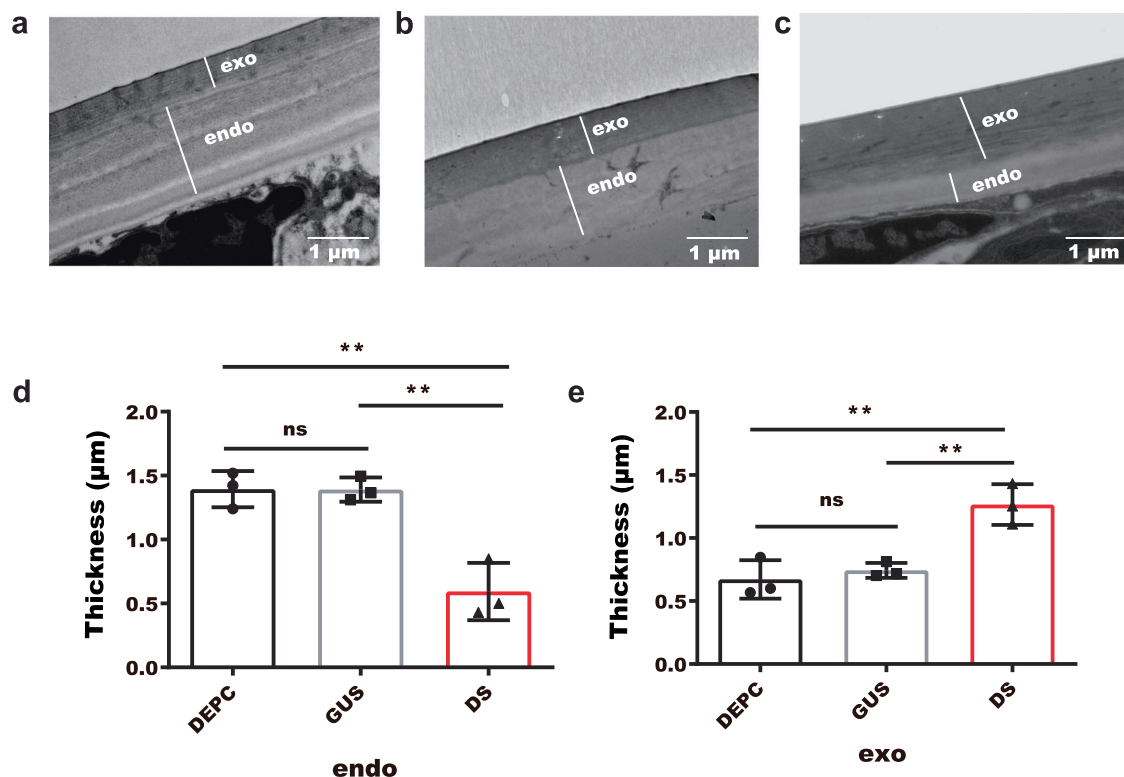 a
exo
endo
1 µm
b
exo
endo
1 µm
c
exo
endo
1 µm
d
**
**
ns
Thickness (µm)
2.0
1.5
1.0
0.5
0.0
DEPC
GUS
DS
endo
e
**
**
ns
Thickness (µm)
2.0
1.5
1.0
0.5
0.0
DEPC
GUS
DS
exo